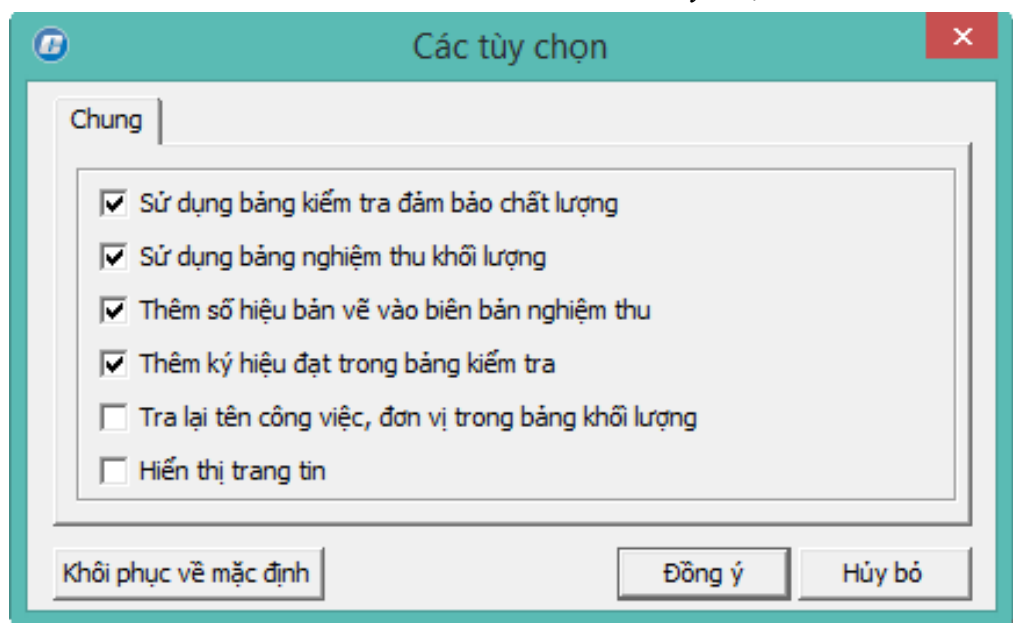 Các tùy chọn
Chung
Sử dụng bảng kiểm tra đảm bảo chất lượng
Sử dụng bảng nghiệm thu khối lượng
Thêm số hiệu bản vẽ vào biên bản nghiệm thu
Thêm ký hiệu đạt trong bảng kiểm tra
Tra lại tên công việc, đơn vị trong bảng khối lượng
Hiển thị trang tin
Khôi phục về mặc định
Đồng ý
Hủy bỏ